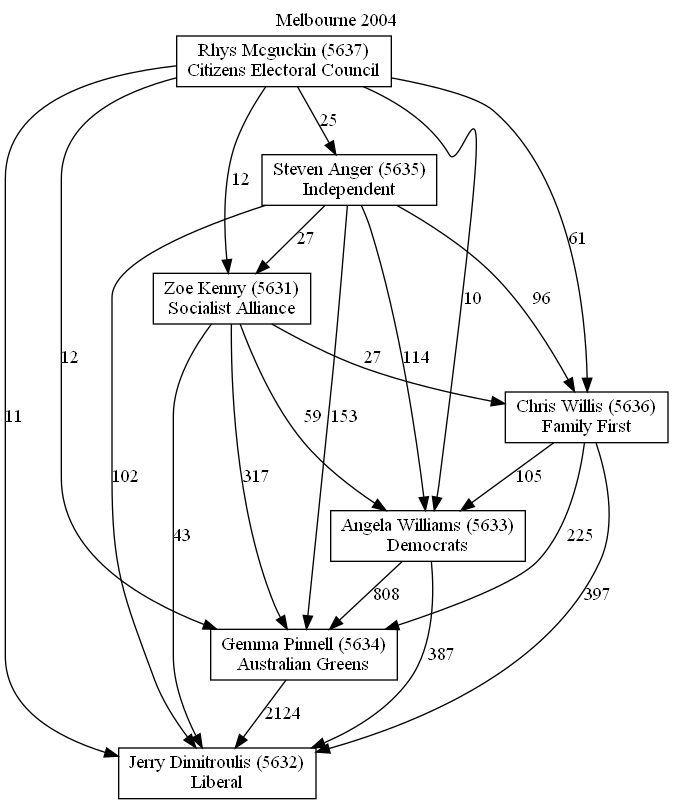 Melbourne 2004
Rhys Mcguckin (5637)
Citizens Electoral Council
25
Steven Anger (5635)
Independent
12
61
27
Zoe Kenny (5631)
Socialist Alliance
10
96
12
27
114
11
59
153
Chris Willis (5636)
Family First
102
317
105
43
Angela Williams (5633)
Democrats
225
808
397
Gemma Pinnell (5634)
Australian Greens
387
2124
Jerry Dimitroulis (5632)
Liberal